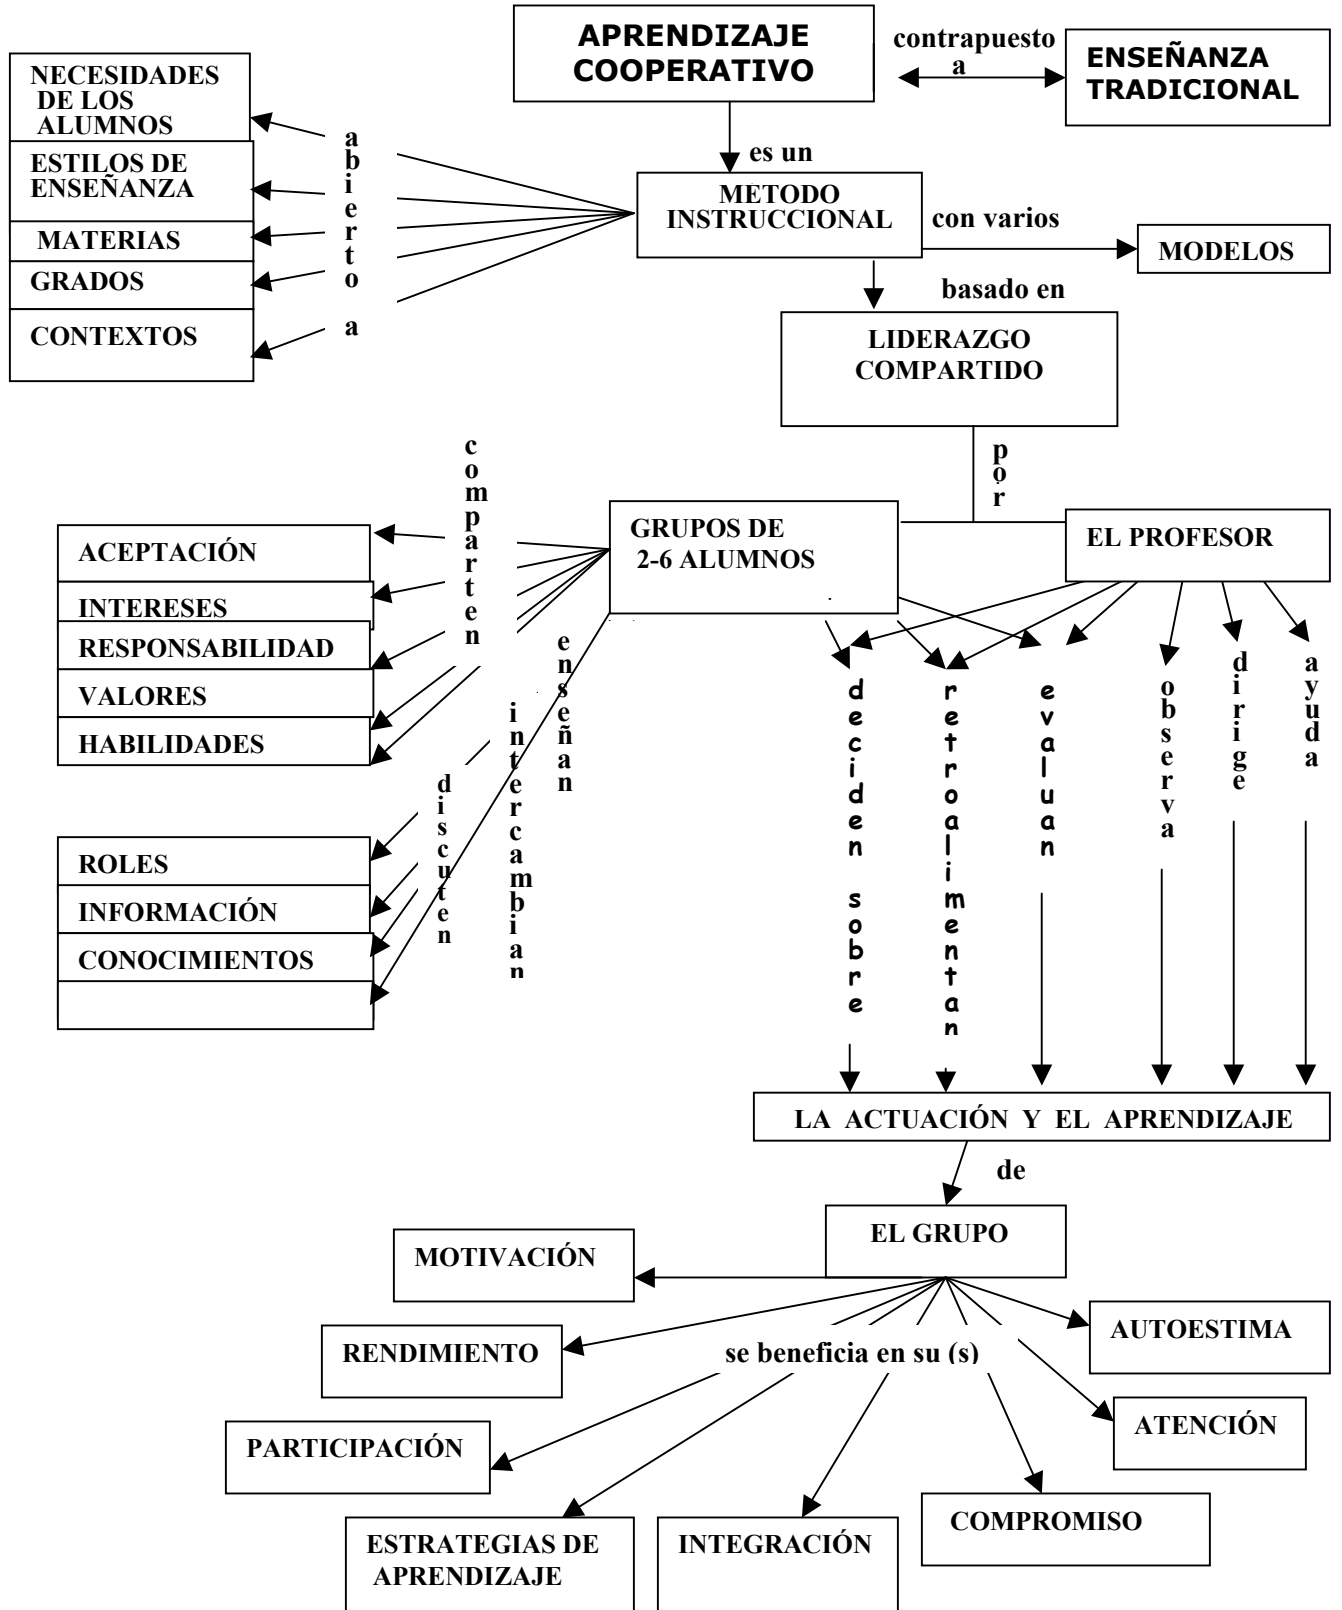 APRENDIZAJE
COOPERATIVO
contrapuesto
a
ENSEÑANZA
TRADICIONAL
NECESIDADES
DE LOS
ALUMNOS
ESTILOS DE
ENSEÑANZA
MATERIAS
GRADOS
CONTEXTOS
abierto a
es un
METODO
INSTRUCCIONAL
con varios
MODELOS
basado en
LIDERAZGO
COMPARTIDO
por
GRUPOS DE
2-6 ALUMNOS
EL PROFESOR
comparten
ACEPTACIÓN
INTERESES
RESPONSABILIDAD
VALORES
HABILIDADES
enseñan
intercambian
discuten
ROLES
INFORMACIÓN
CONOCIMIENTOS
deciden sobre
retroalimentan
evaluan
observa
dirige
ayuda
LA ACTUACIÓN Y EL APRENDIZAJE
de
EL GRUPO
MOTIVACIÓN
RENDIMIENTO
se beneficia en su (s)
AUTOESTIMA
PARTICIPACIÓN
ATENCIÓN
ESTRATEGIAS DE
APRENDIZAJE
INTEGRACIÓN
COMPROMISO